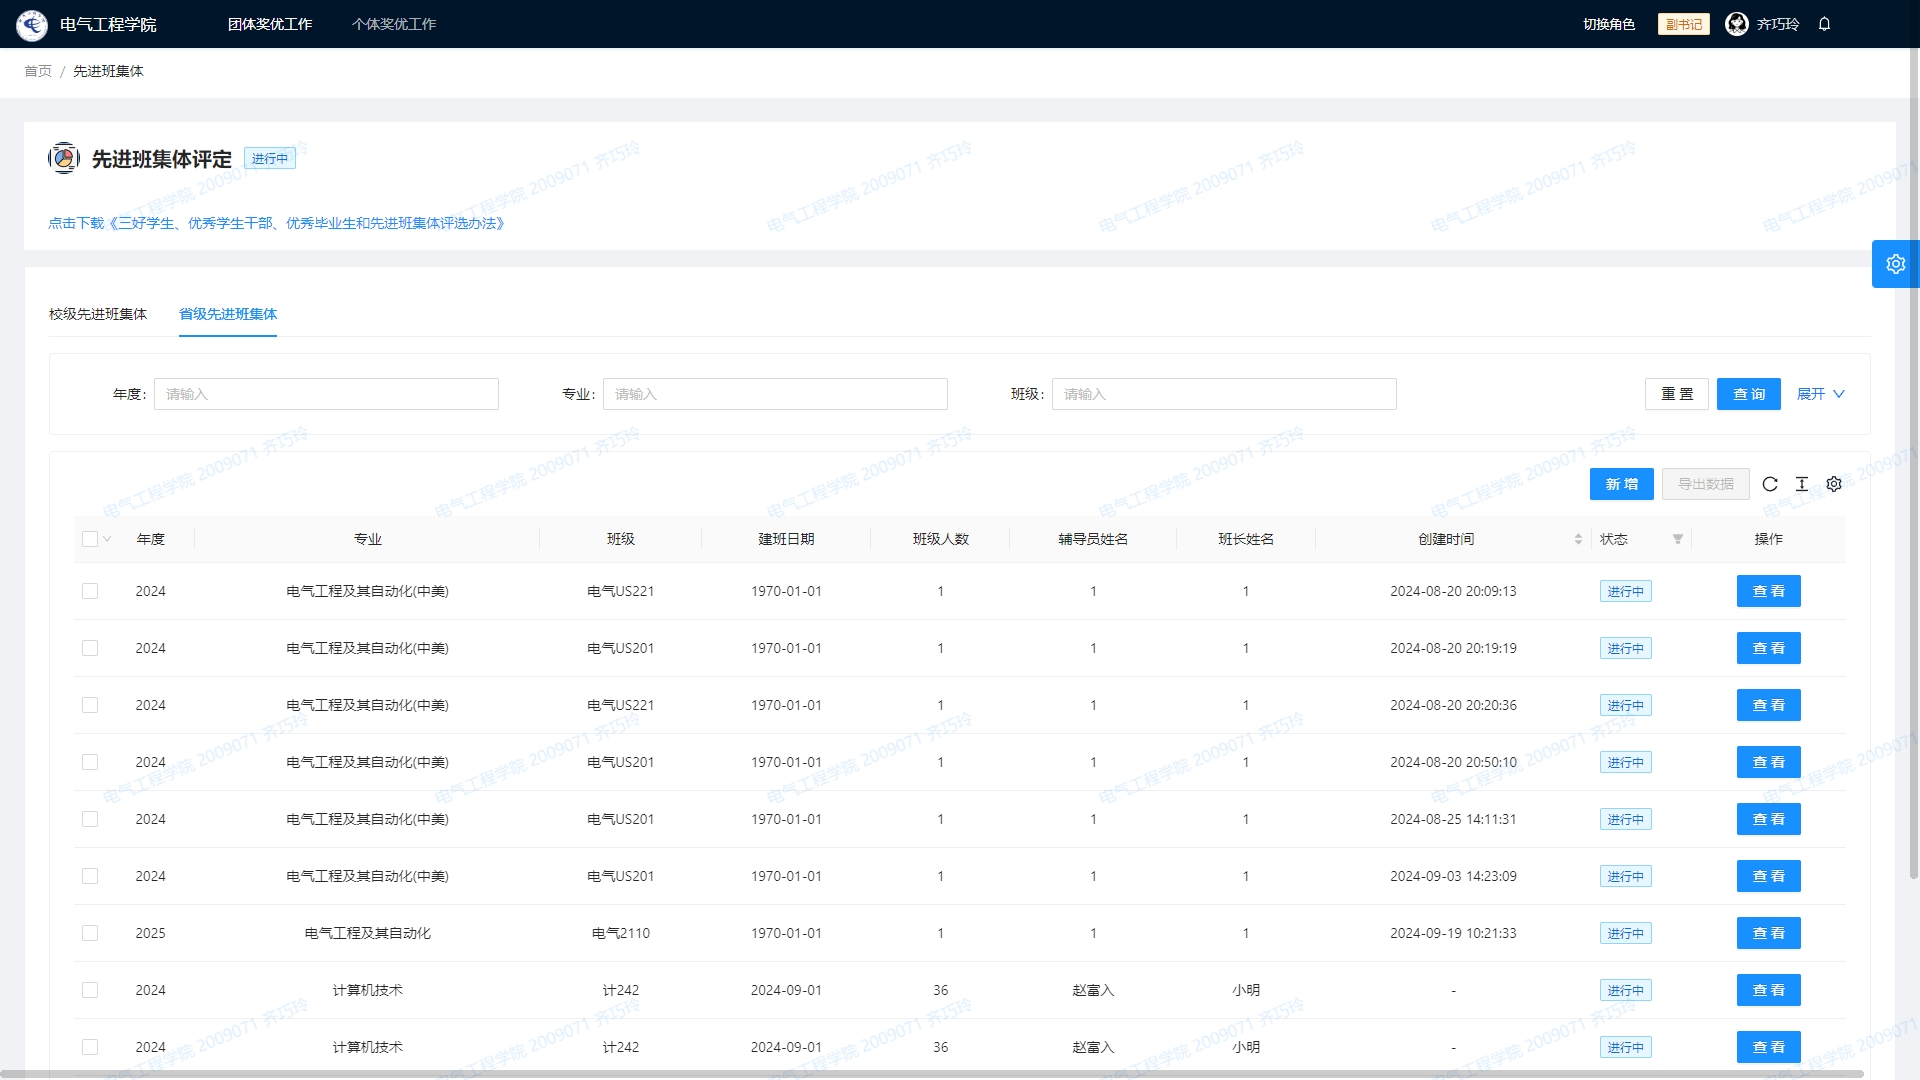 电气工程学院 团体奖优工作 个体奖优工作 切换角色 副书记 齐巧玲
首页 / 先进班集体
先进班集体评定 进行中
点击下载《三好学生、优秀学生干部、优秀毕业生和先进班集体评选办法》
校级先进班集体 省级先进班集体
年度: 请输入 专业: 请输入 班级: 请输入 重 置 查 询 展开
新 增 导出数据
年度 专业 班级 建班日期 班级人数 辅导员姓名 班长姓名 创建时间 状态 操作
2024 电气工程及其自动化(中美) 电气US221 1970-01-01 1 1 1 2024-08-20 20:09:13 进行中 查 看
2024 电气工程及其自动化(中美) 电气US201 1970-01-01 1 1 1 2024-08-20 20:19:19 进行中 查 看
2024 电气工程及其自动化(中美) 电气US221 1970-01-01 1 1 1 2024-08-20 20:20:36 进行中 查 看
2024 电气工程及其自动化(中美) 电气US201 1970-01-01 1 1 1 2024-08-20 20:50:10 进行中 查 看
2024 电气工程及其自动化(中美) 电气US201 1970-01-01 1 1 1 2024-08-25 14:11:31 进行中 查 看
2024 电气工程及其自动化(中美) 电气US201 1970-01-01 1 1 1 2024-09-03 14:23:09 进行中 查 看
2025 电气工程及其自动化 电气2110 1970-01-01 1 1 1 2024-09-19 10:21:33 进行中 查 看
2024 计算机技术 计242 2024-09-01 36 赵富入 小明 - 进行中 查 看
2024 计算机技术 计242 2024-09-01 36 赵富入 小明 - 进行中 查 看
电气工程学院 2009071 齐巧玲